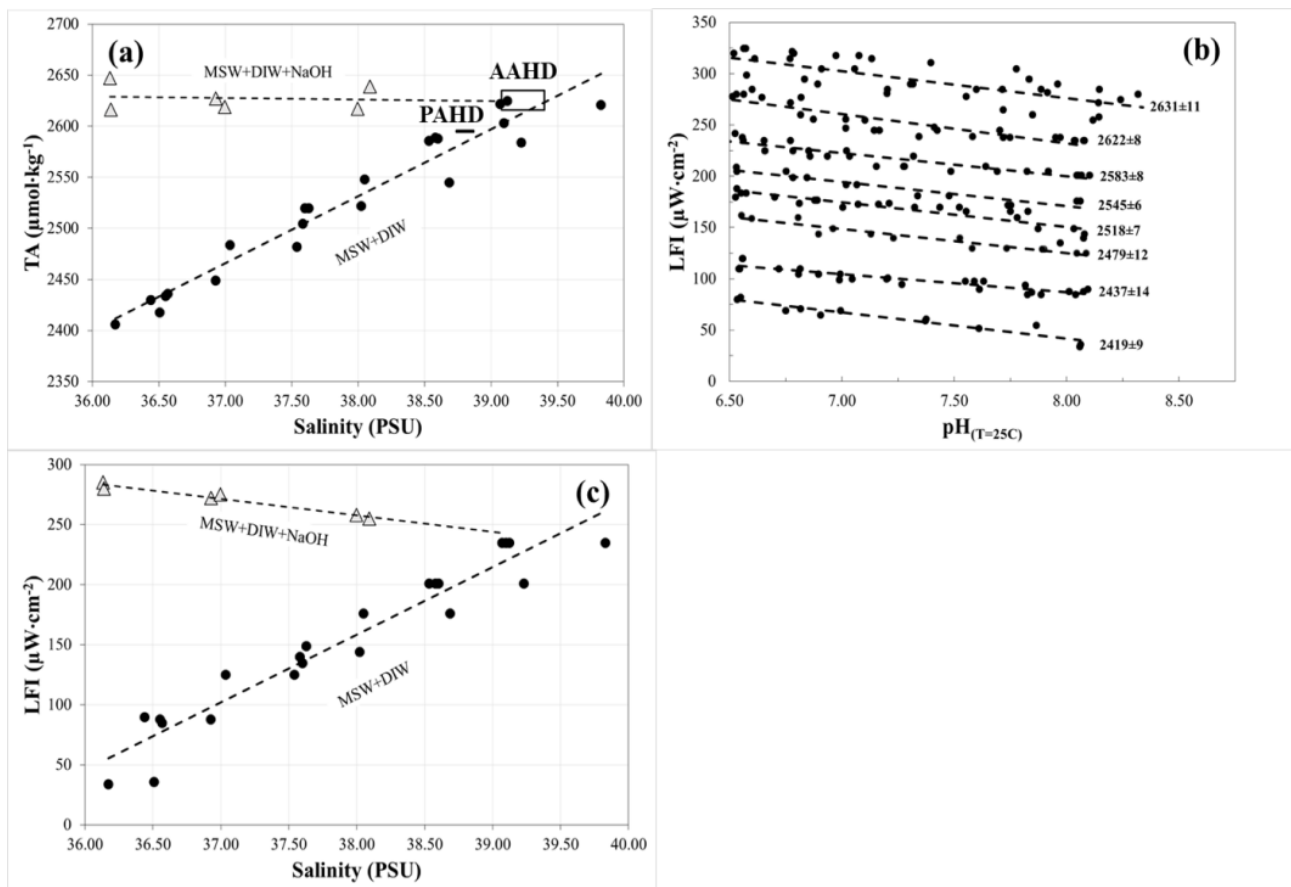 (a)
TA (μmol·kg⁻¹)
2700
2650
2600
2550
2500
2450
2400
2350
MSW+DIW+NaOH
AAHD
PAHD
MSW+DIW
36.00 36.50 37.00 37.50 38.00 38.50 39.00 39.50 40.00
Salinity (PSU)
(b)
LFI (μW·cm⁻²)
350
300
250
200
150
100
50
0
2631±11
2622±8
2583±8
2545±6
2518±7
2479±12
2437±14
2419±9
6.50 7.00 7.50 8.00 8.50
pH(T=25C)
(c)
LFI (μW·cm⁻²)
300
250
200
150
100
50
0
MSW+DIW+NaOH
MSW+DIW
36.00 36.50 37.00 37.50 38.00 38.50 39.00 39.50 40.00
Salinity (PSU)